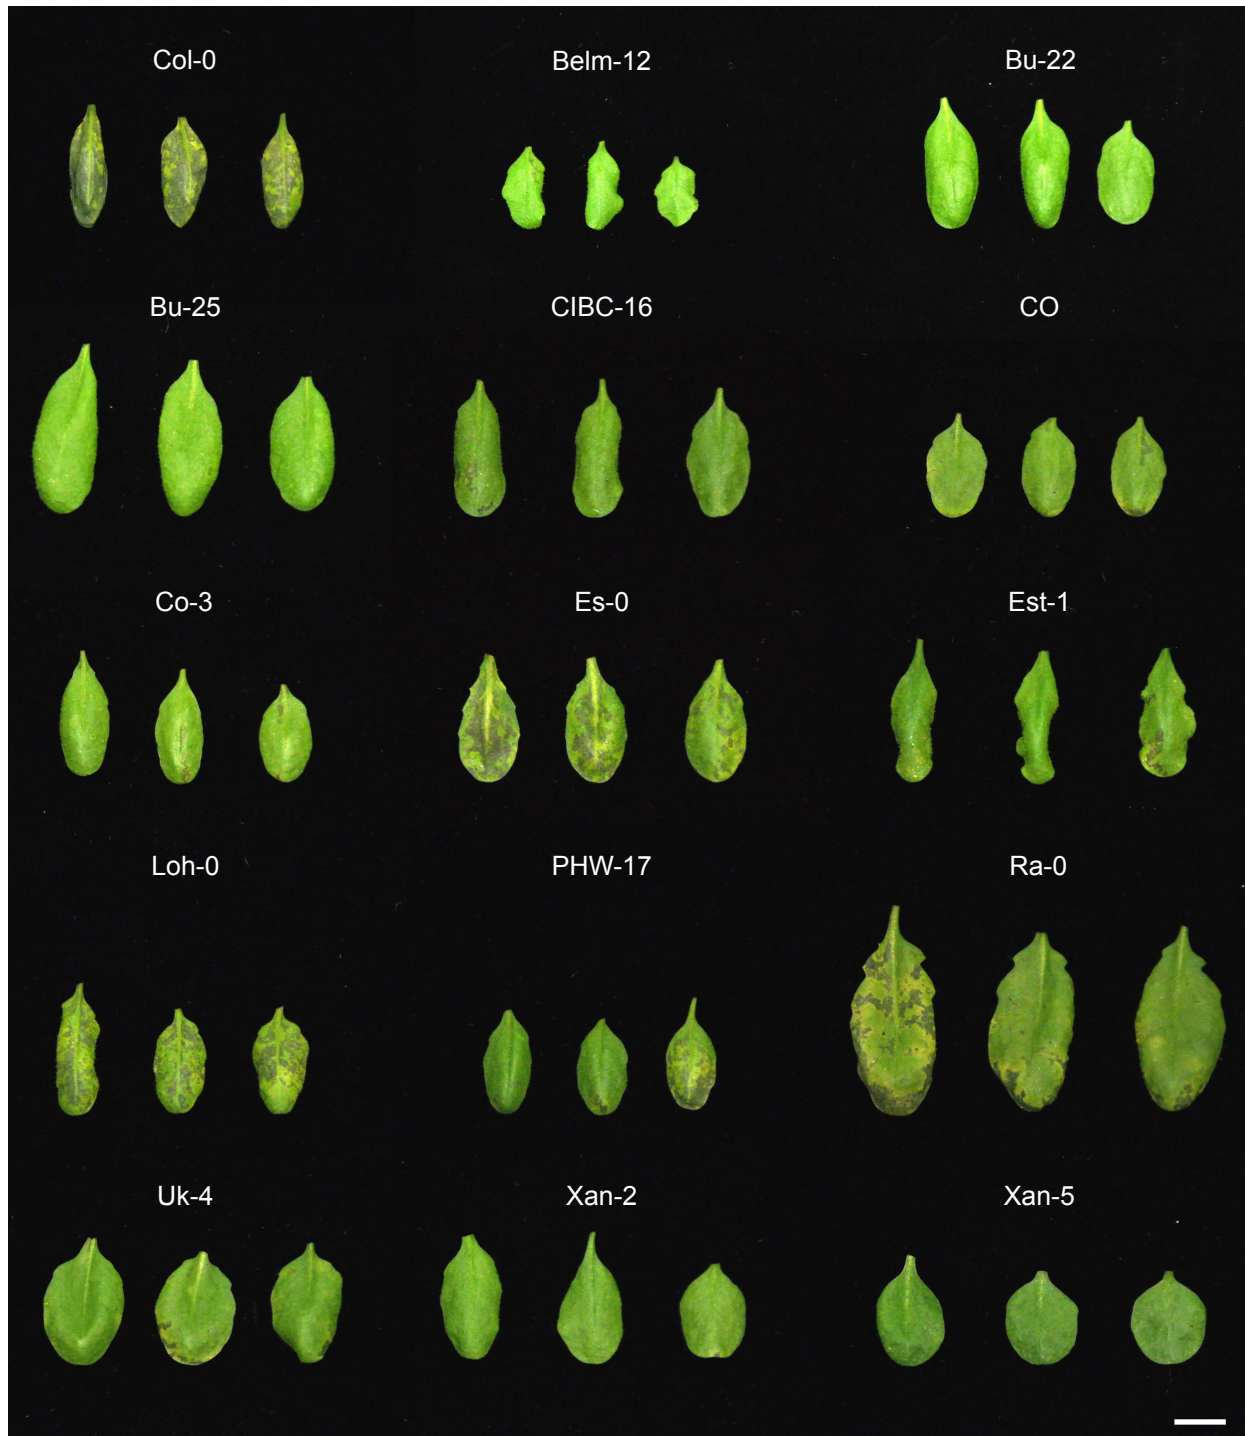 Col-0
Belm-12
Bu-22
Bu-25
CIBC-16
CO
Co-3
Es-0
Est-1
Loh-0
PHW-17
Ra-0
Uk-4
Xan-2
Xan-5